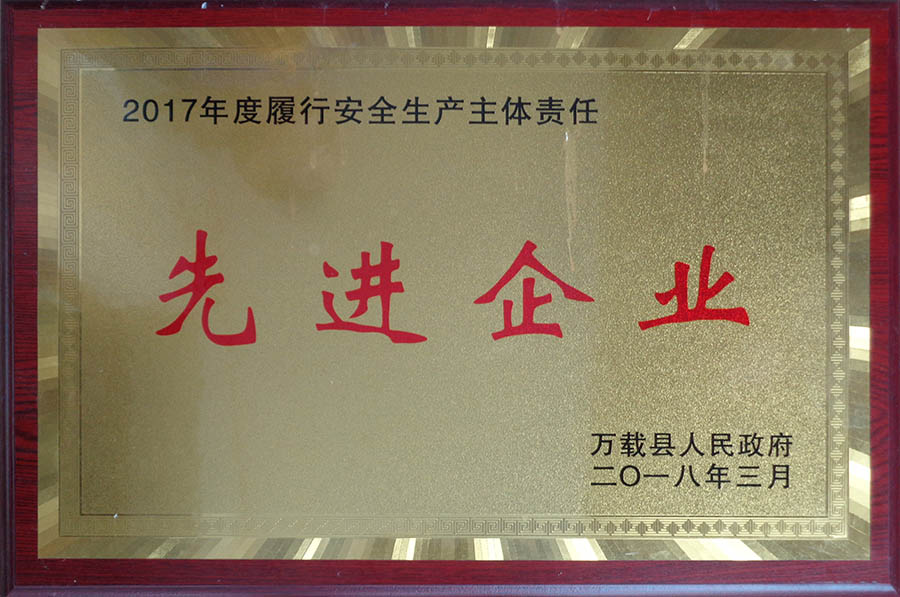 2017年度履行安全生产主体责任
先进企业
万载县人民政府
二〇一八年三月